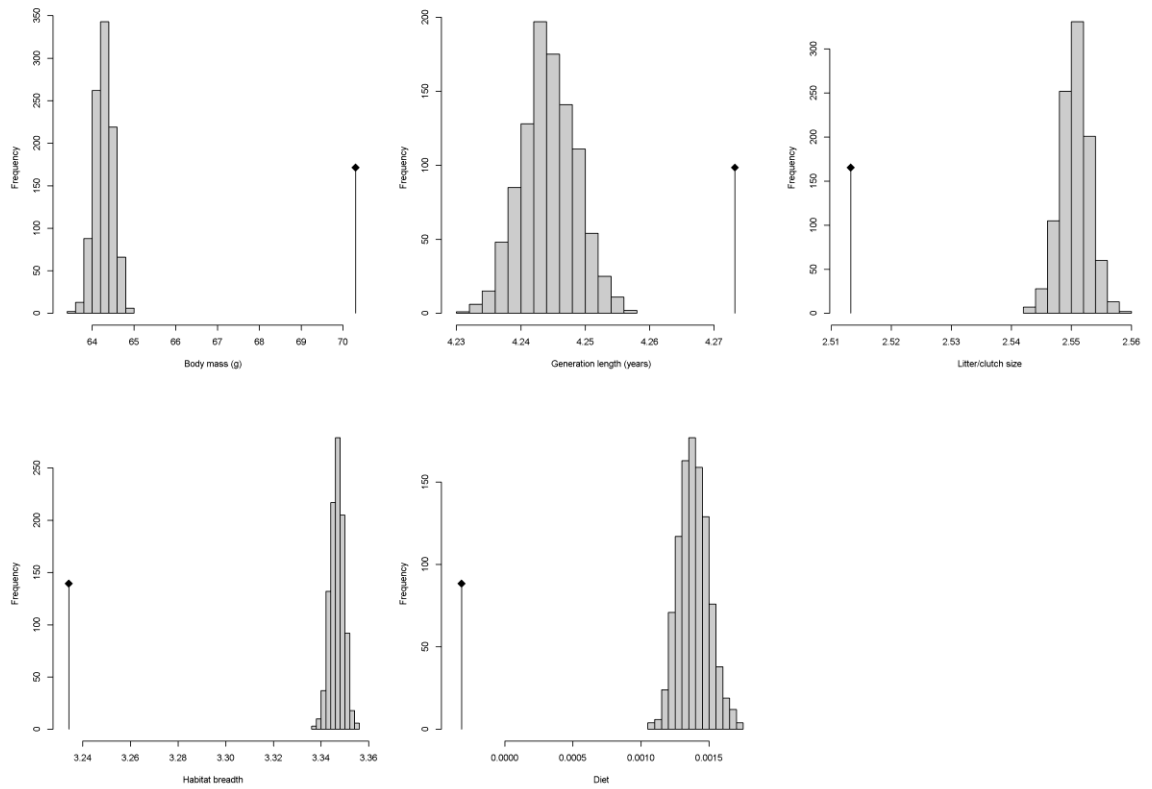 350
300
250
200
150
100
50
0
Frequency
64 65 66 67 68 69 70
Body mass (g)
200
150
100
50
0
Frequency
4.23 4.24 4.25 4.26 4.27
Generation length (years)
300
250
200
150
100
50
0
Frequency
2.51 2.52 2.53 2.54 2.55 2.56
Litter/clutch size
250
200
150
100
50
0
Frequency
3.24 3.26 3.28 3.30 3.32 3.34 3.36
Habitat breadth
150
100
50
0
Frequency
0.0000 0.0005 0.0010 0.0015
Diet